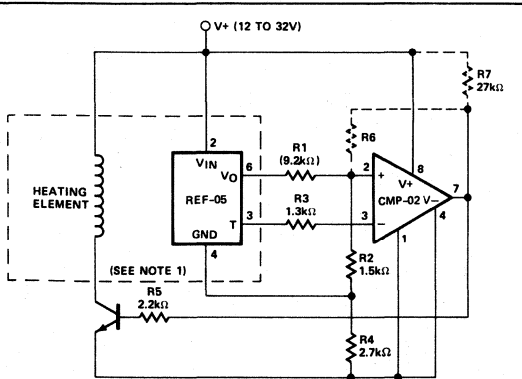 V+ (12 TO 32V)
R7
27kΩ
R6
HEATING
ELEMENT
2
VIN
VO
6
REF-05
T
3
GND
4
R1
(9.2kΩ)
R3
1.3kΩ
2
+
8
V+
CMP-02
V−
7
4
3
−
1
(SEE NOTE 1)
R2
1.5kΩ
R5
2.2kΩ
R4
2.7kΩ